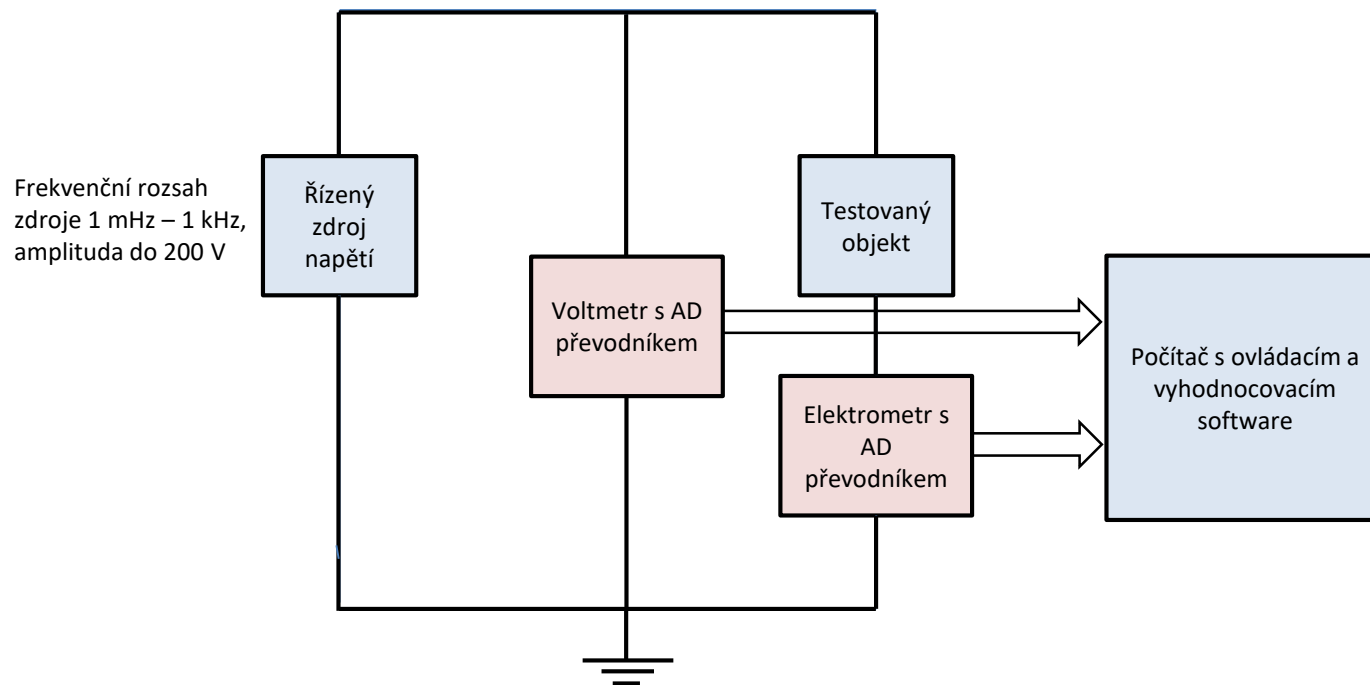 Frekvenční rozsah
zdroje 1 mHz – 1 kHz,
amplituda do 200 V
Řízený
zdroj
napětí
Voltmetr s AD
převodníkem
Testovaný
objekt
Elektrometr s
AD
převodníkem
Počítač s ovládacím a
vyhodnocovacím
software